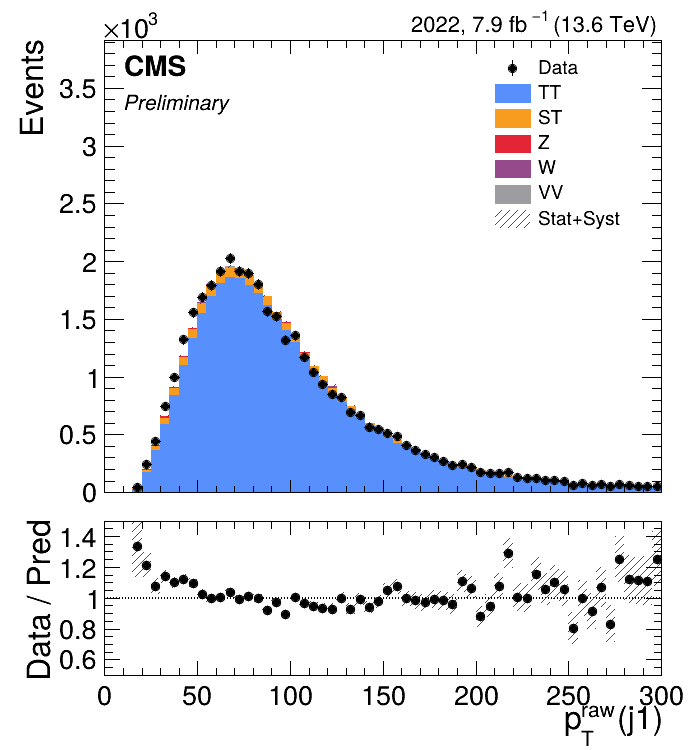 ×10³
2022, 7.9 fb⁻¹ (13.6 TeV)
CMS
Preliminary
Events
3.5
3
2.5
2
1.5
1
0.5
0
Data
TT
ST
Z
W
VV
Stat+Syst
Data / Pred
1.4
1.2
1
0.8
0.6
0 50 100 150 200 250 300
p_T^raw(j1)